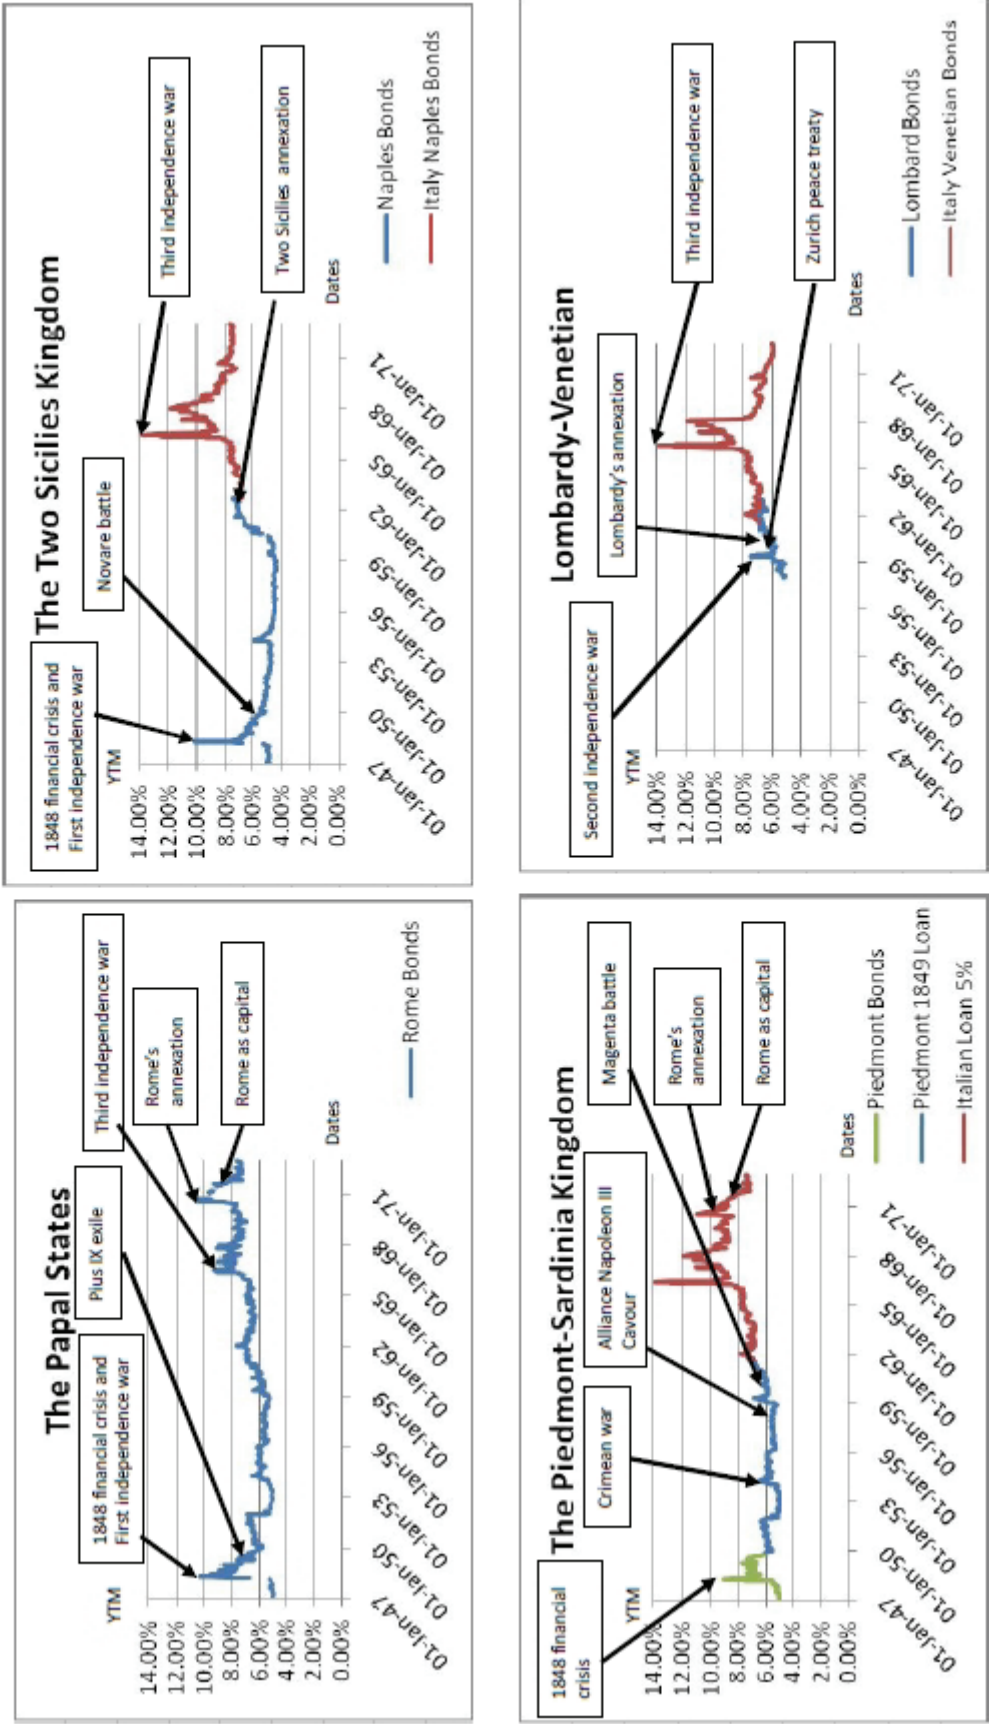 The Papal States
1848 financial crisis and
First independence war
Pius IX exile
Third independence war
Rome's
annexation
Rome as capital
YTM
14.00%
12.00%
10.00%
8.00%
6.00%
4.00%
2.00%
0.00%
01-Jan-47
01-Jan-50
01-Jan-53
01-Jan-56
01-Jan-59
01-Jan-62
01-Jan-65
01-Jan-68
01-Jan-71
Dates
Rome Bonds
The Two Sicilies Kingdom
1848 financial crisis and
First independence war
Novare battle
Third independence war
Two Sicilies annexation
YTM
14.00%
12.00%
10.00%
8.00%
6.00%
4.00%
2.00%
0.00%
01-Jan-47
01-Jan-50
01-Jan-53
01-Jan-56
01-Jan-59
01-Jan-62
01-Jan-65
01-Jan-68
01-Jan-71
Dates
Naples Bonds
Italy Naples Bonds
The Piedmont-Sardinia Kingdom
1848 financial
crisis
Crimean war
Alliance Napoleon III
Cavour
Magenta battle
Rome's
annexation
Rome as capital
YTM
14.00%
12.00%
10.00%
8.00%
6.00%
4.00%
2.00%
0.00%
01-Jan-47
01-Jan-50
01-Jan-53
01-Jan-56
01-Jan-59
01-Jan-62
01-Jan-65
01-Jan-68
01-Jan-71
Dates
Piedmont Bonds
Piedmont 1849 Loan
Italian Loan 5%
Lombardy-Venetian
Second independence war
Lombardy's annexation
Third independence war
Zurich peace treaty
YTM
14.00%
12.00%
10.00%
8.00%
6.00%
4.00%
2.00%
0.00%
01-Jan-47
01-Jan-50
01-Jan-53
01-Jan-56
01-Jan-59
01-Jan-62
01-Jan-65
01-Jan-68
01-Jan-71
Dates
Lombard Bonds
Italy Venetian Bonds